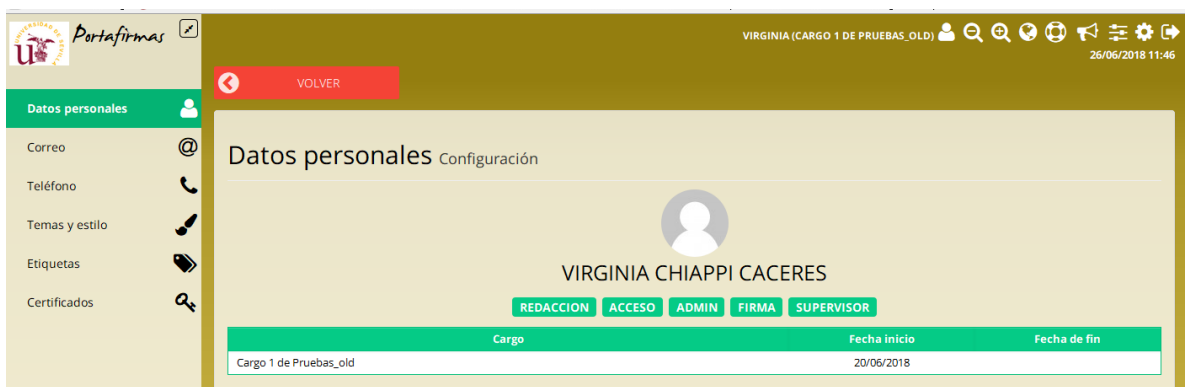 Portafirmas
VIRGINIA (CARGO 1 DE PRUEBAS_OLD)
26/06/2018 11:46
VOLVER
Datos personales
Correo
@
Teléfono
Temas y estilo
Etiquetas
Certificados
Datos personales Configuración
VIRGINIA CHIAPPI CACERES
REDACCION ACCESO ADMIN FIRMA SUPERVISOR
Cargo Fecha inicio Fecha de fin
Cargo 1 de Pruebas_old 20/06/2018